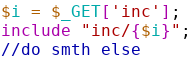 $i = $_GET['inc'];
include "inc/{$i}";
//do smth else